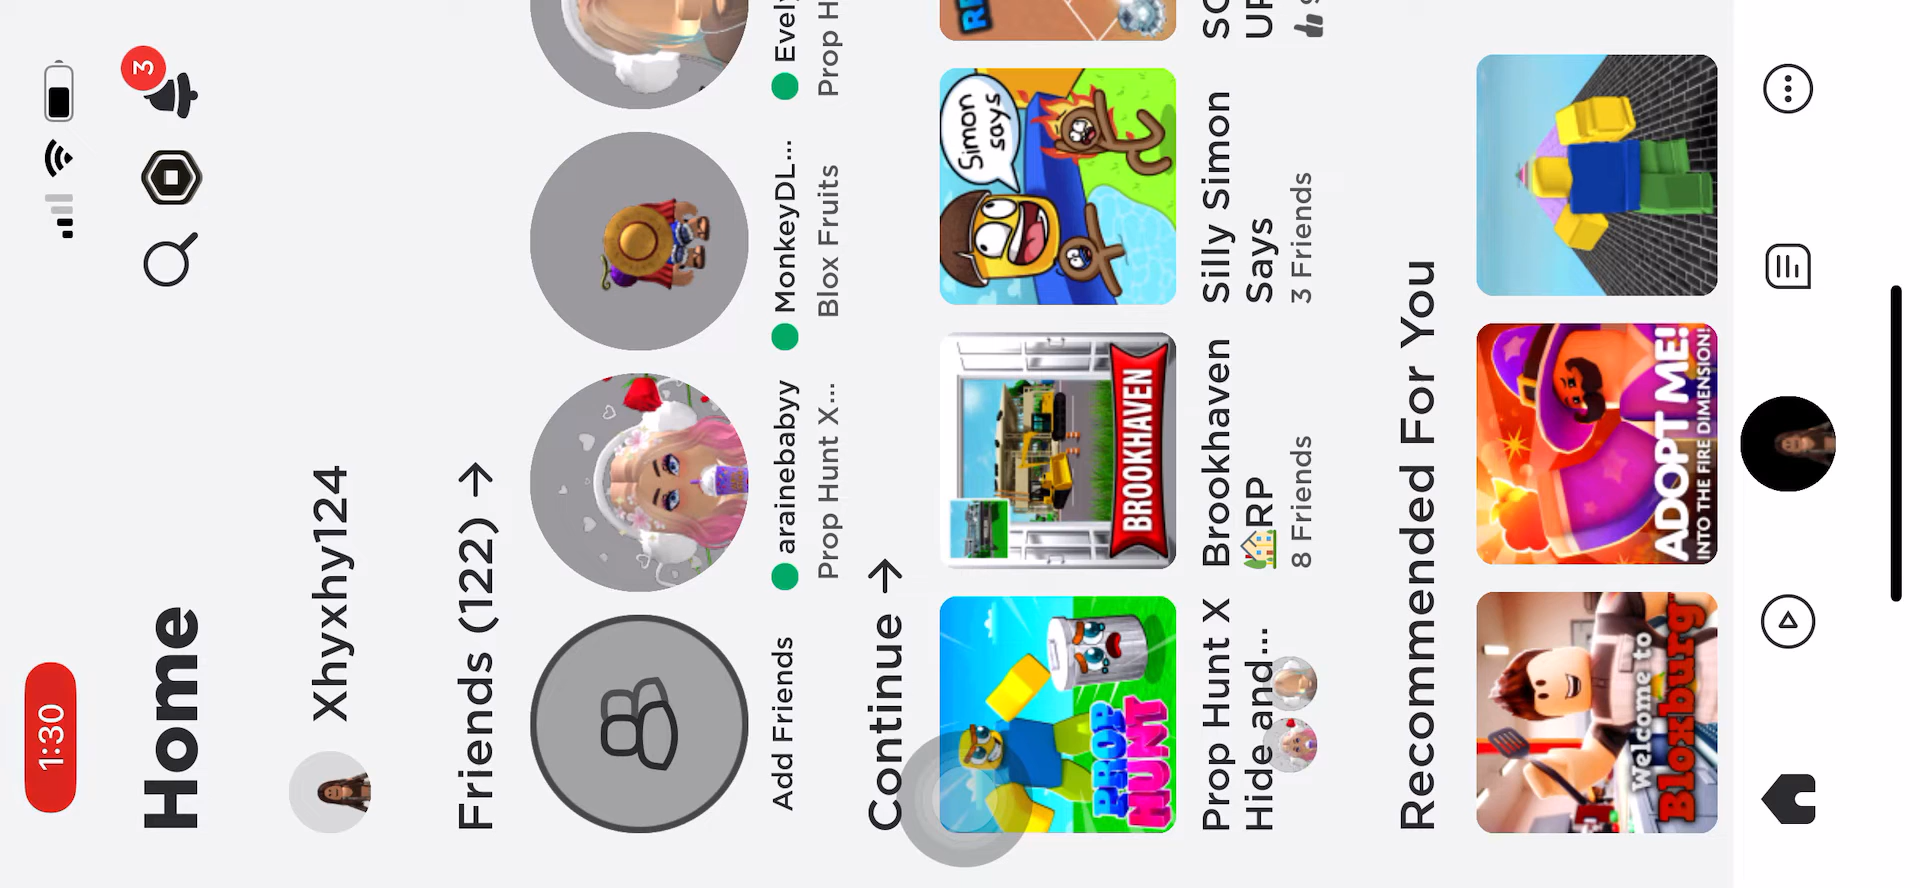 1:30
3
Home
Xhyxhy124
Friends (122) →
Add Friends
arainebabyy
Prop Hunt X...
MonkeyDL...
Blox Fruits
Evely
Prop H
Continue →
PROP
HUNT
Prop Hunt X
Hide and...
BROOKHAVEN
Brookhaven
🏡RP
8 Friends
Simon
says
Silly Simon
Says
3 Friends
Recommended For You
Welcome to
Bloxburg
ADOPT ME!
INTO THE FIRE DIMENSION!